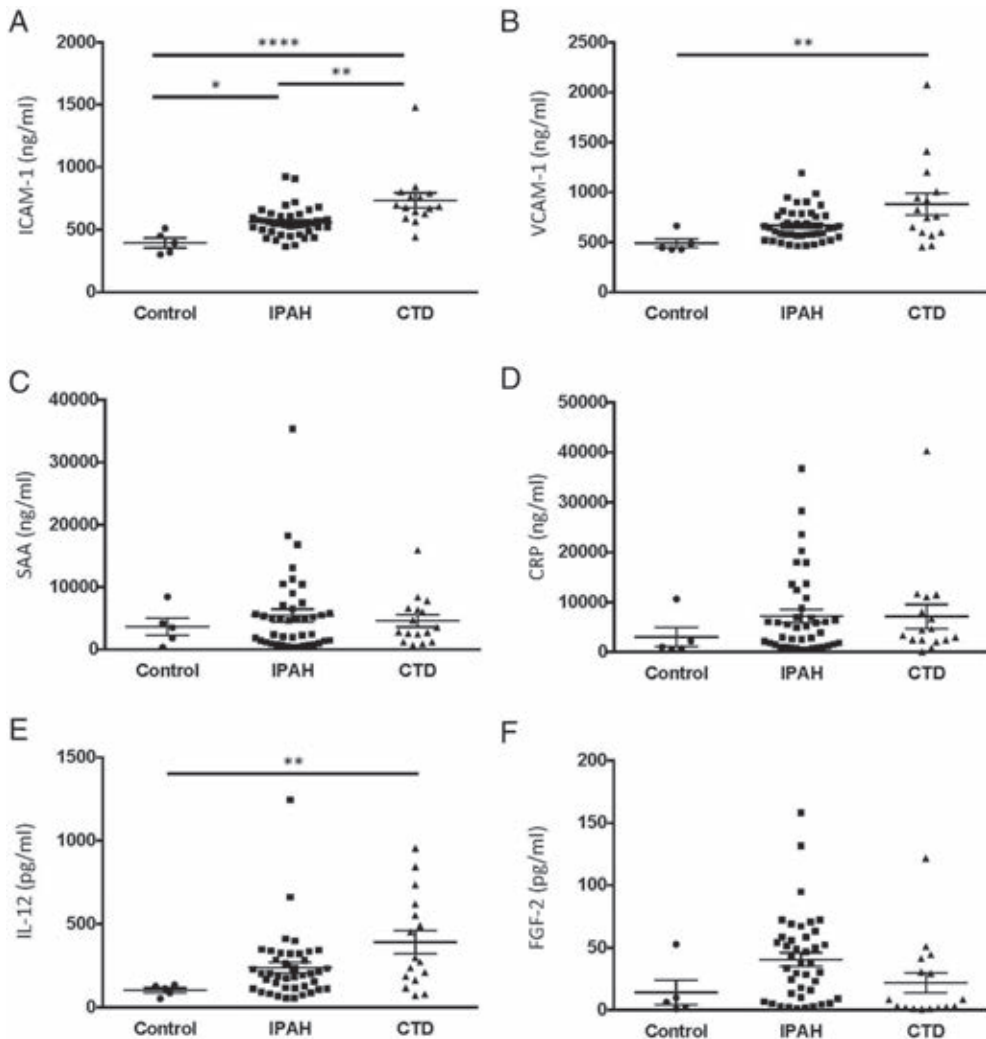 A
ICAM-1 (ng/ml)
2000
1500
1000
500
0
****
*
**
Control IPAH CTD
B
VCAM-1 (ng/ml)
2500
2000
1500
1000
500
0
**
Control IPAH CTD
C
SAA (ng/ml)
40000
30000
20000
10000
0
Control IPAH CTD
D
CRP (ng/ml)
50000
40000
30000
20000
10000
0
Control IPAH CTD
E
IL-12 (pg/ml)
1500
1000
500
0
**
Control IPAH CTD
F
FGF-2 (pg/ml)
200
150
100
50
0
Control IPAH CTD